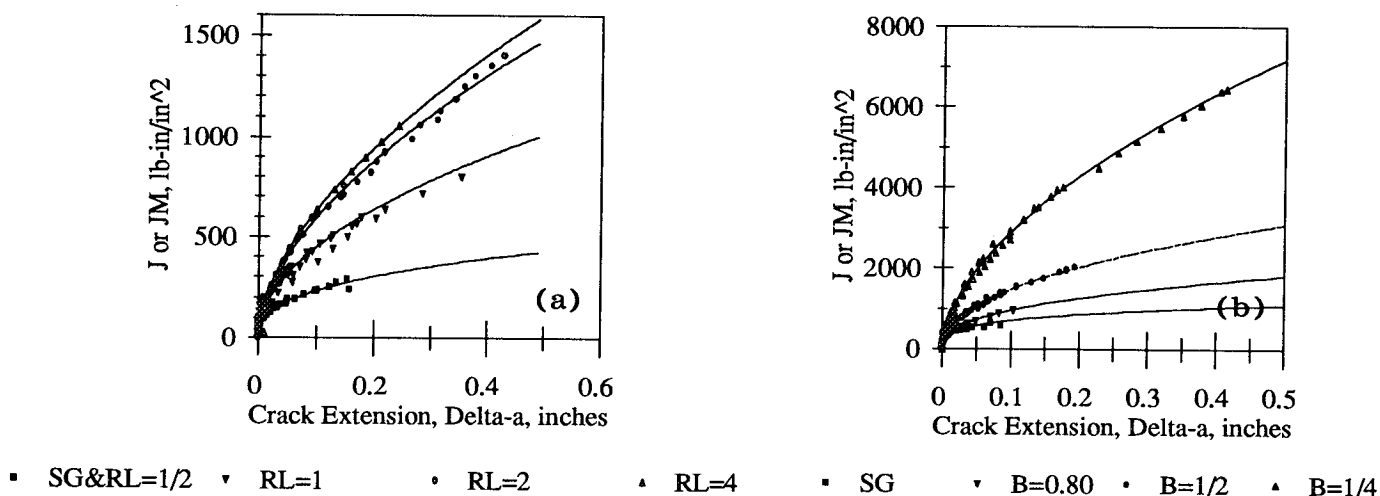 J or JM, lb-in/in^2
1500
1000
500
0
(a)
0 0.2 0.4 0.6
Crack Extension, Delta-a, inches
J or JM, lb-in/in^2
8000
6000
4000
2000
0
(b)
0 0.1 0.2 0.3 0.4 0.5
Crack Extension, Delta-a, inches
SG&RL=1/2 RL=1 RL=2 RL=4 SG B=0.80 B=1/2 B=1/4